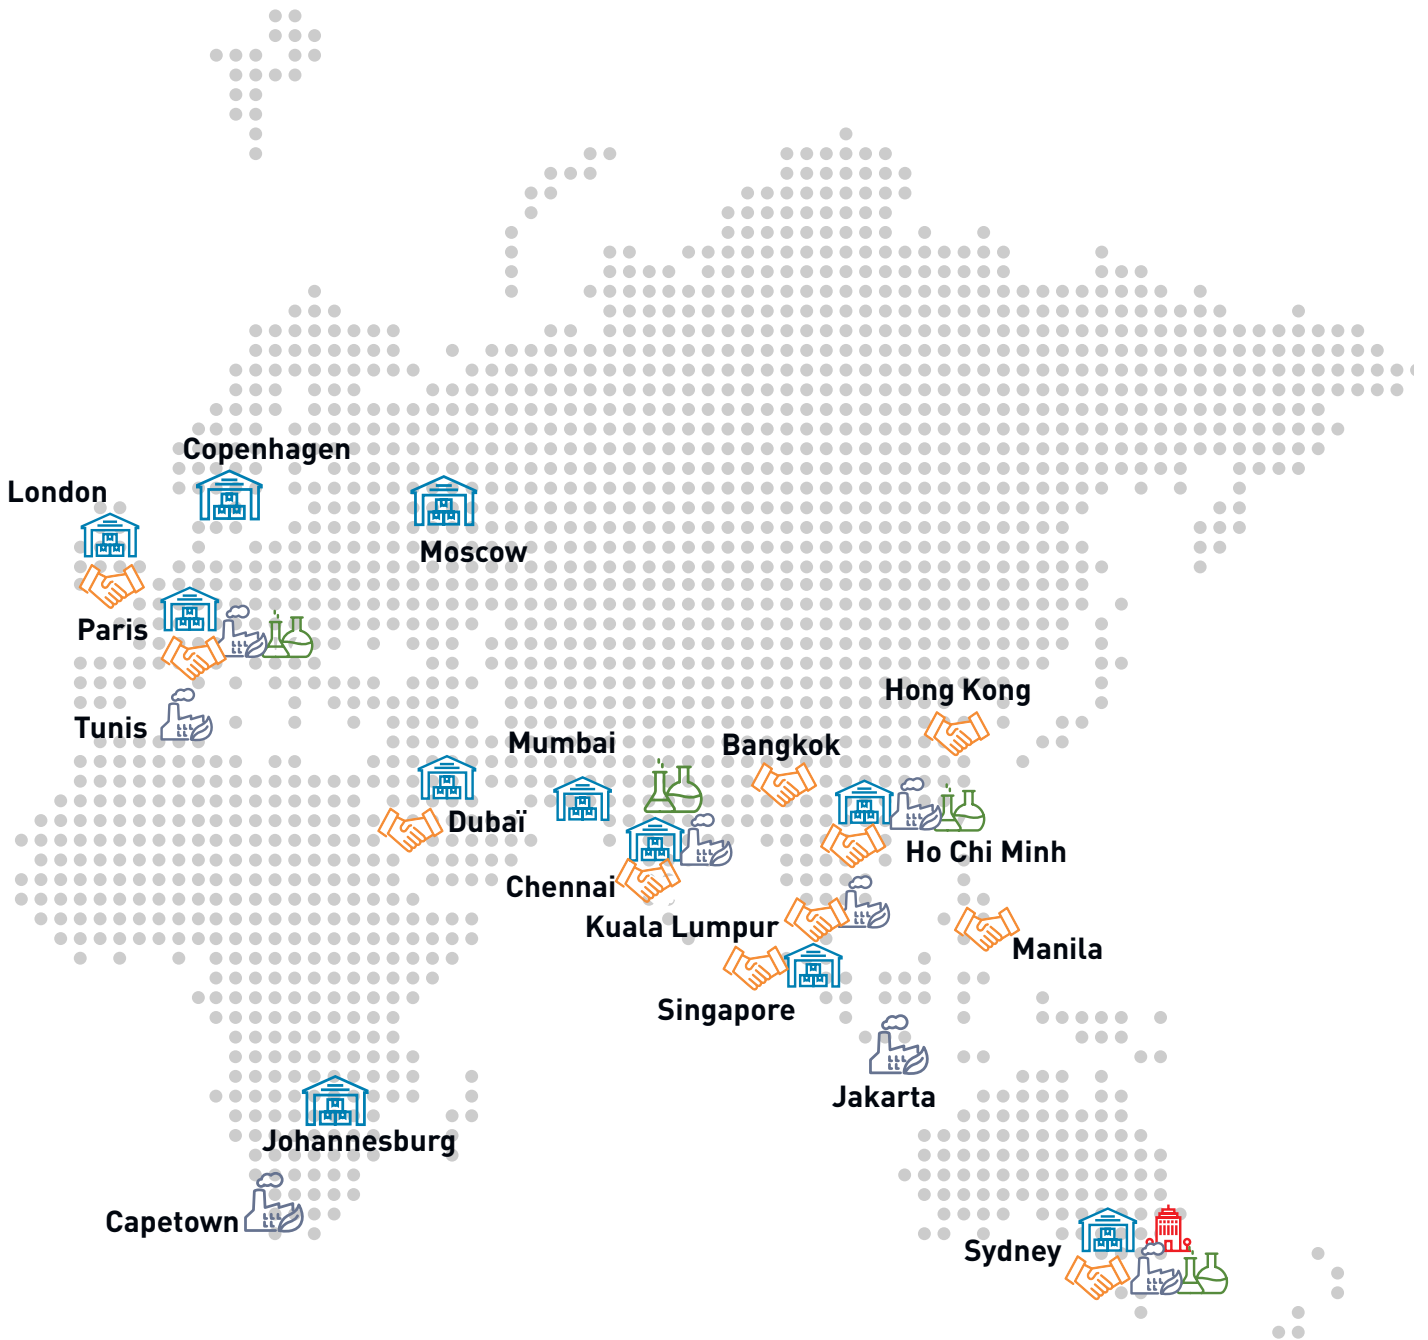 Copenhagen
London
Moscow
Paris
Hong Kong
Tunis
Mumbai
Bangkok
Dubaï
Ho Chi Minh
Chennai
Kuala Lumpur
Manila
Singapore
Jakarta
Johannesburg
Capetown
Sydney